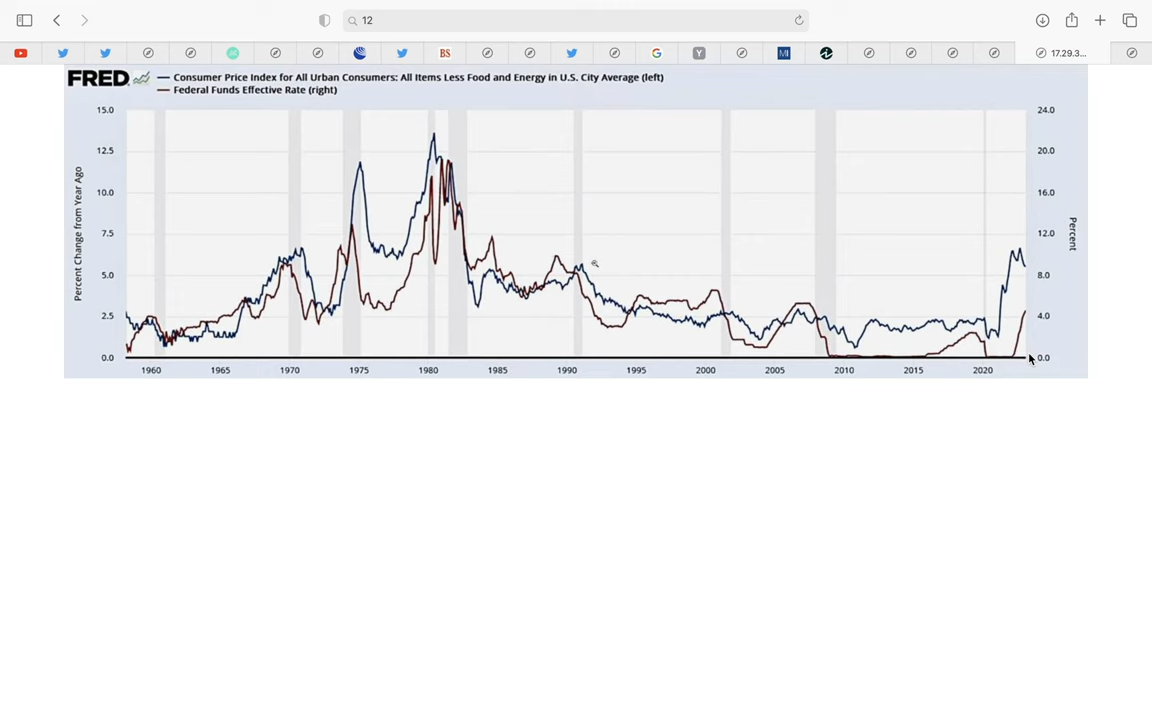 12
BS
G
Y
MI
17.29.3...
FRED
Consumer Price Index for All Urban Consumers: All Items Less Food and Energy in U.S. City Average (left)
Federal Funds Effective Rate (right)
15.0
24.0
12.5
20.0
10.0
16.0
7.5
12.0
5.0
8.0
2.5
4.0
0.0
0.0
Percent Change from Year Ago
Percent
1960 1965 1970 1975 1980 1985 1990 1995 2000 2005 2010 2015 2020